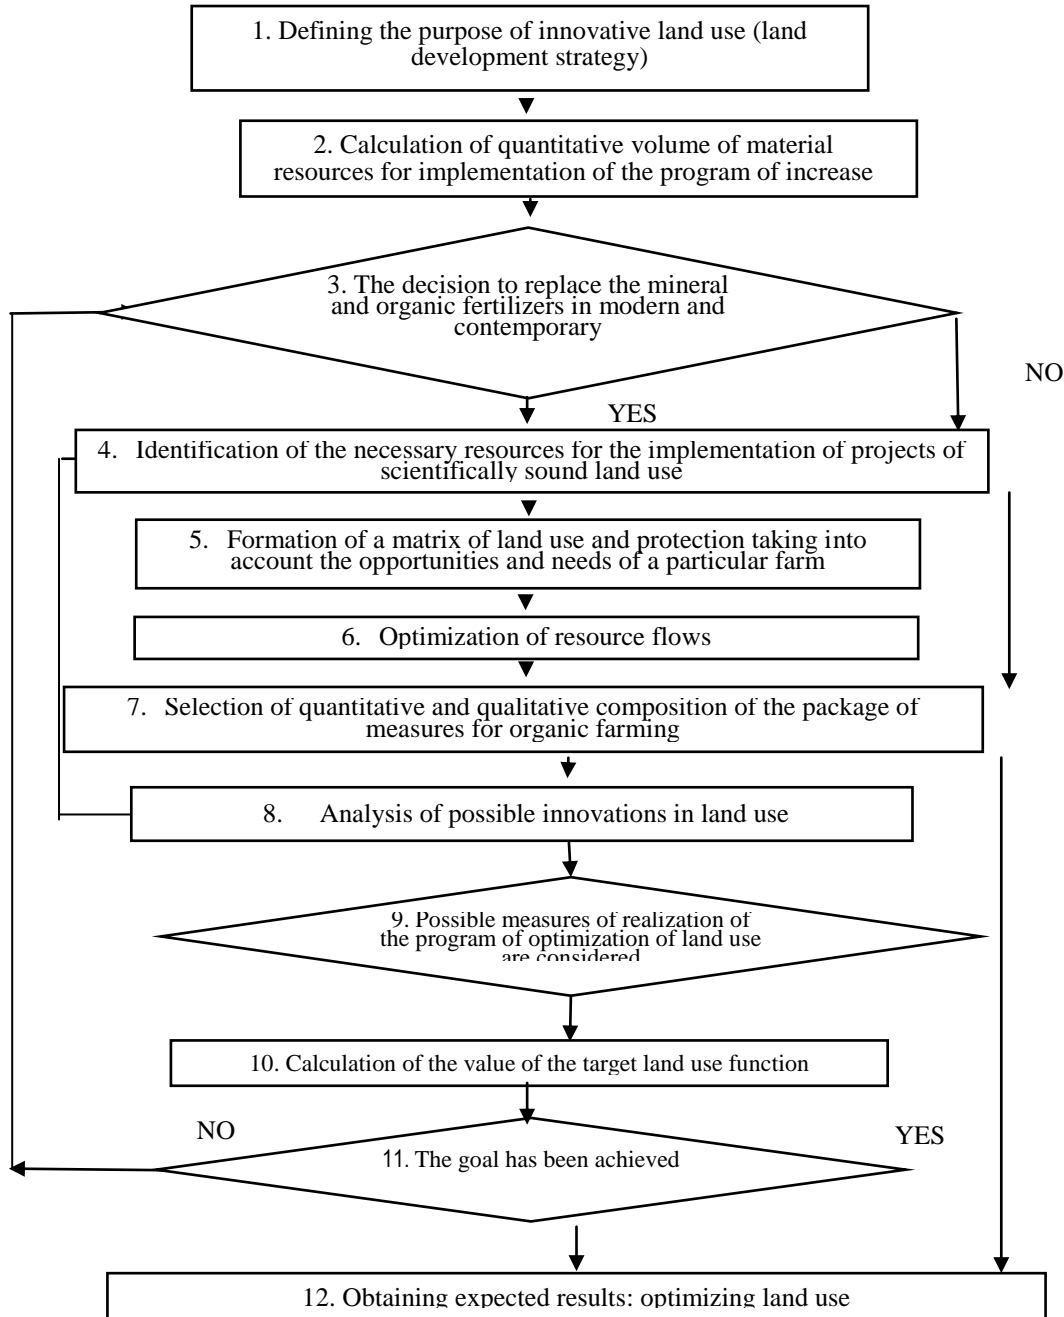 1. Defining the purpose of innovative land use (land
development strategy)
2. Calculation of quantitative volume of material
resources for implementation of the program of increase
3. The decision to replace the mineral
and organic fertilizers in modern and
contemporary
NO
YES
4. Identification of the necessary resources for the implementation of projects of
scientifically sound land use
5. Formation of a matrix of land use and protection taking into
account the opportunities and needs of a particular farm
6. Optimization of resource flows
7. Selection of quantitative and qualitative composition of the package of
measures for organic farming
8. Analysis of possible innovations in land use
9. Possible measures of realization of
the program of optimization of land use
are considered
10. Calculation of the value of the target land use function
NO
YES
11. The goal has been achieved
12. Obtaining expected results: optimizing land use